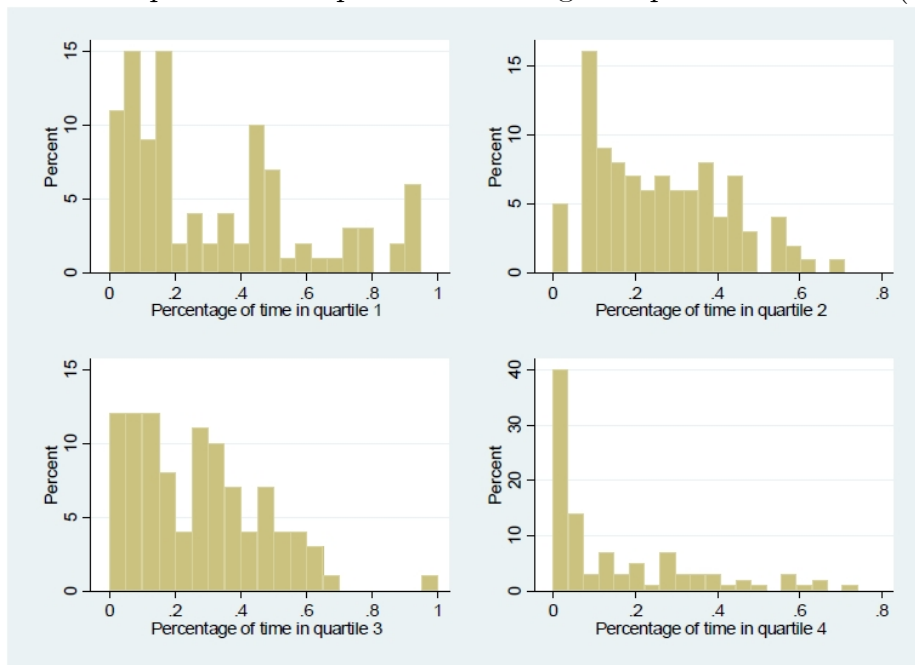 Percent
15
10
5
0
0 .2 .4 .6 .8 1
Percentage of time in quartile 1
Percent
15
10
5
0
0 .2 .4 .6 .8
Percentage of time in quartile 2
Percent
15
10
5
0
0 .2 .4 .6 .8 1
Percentage of time in quartile 3
Percent
40
30
20
10
0
0 .2 .4 .6 .8
Percentage of time in quartile 4